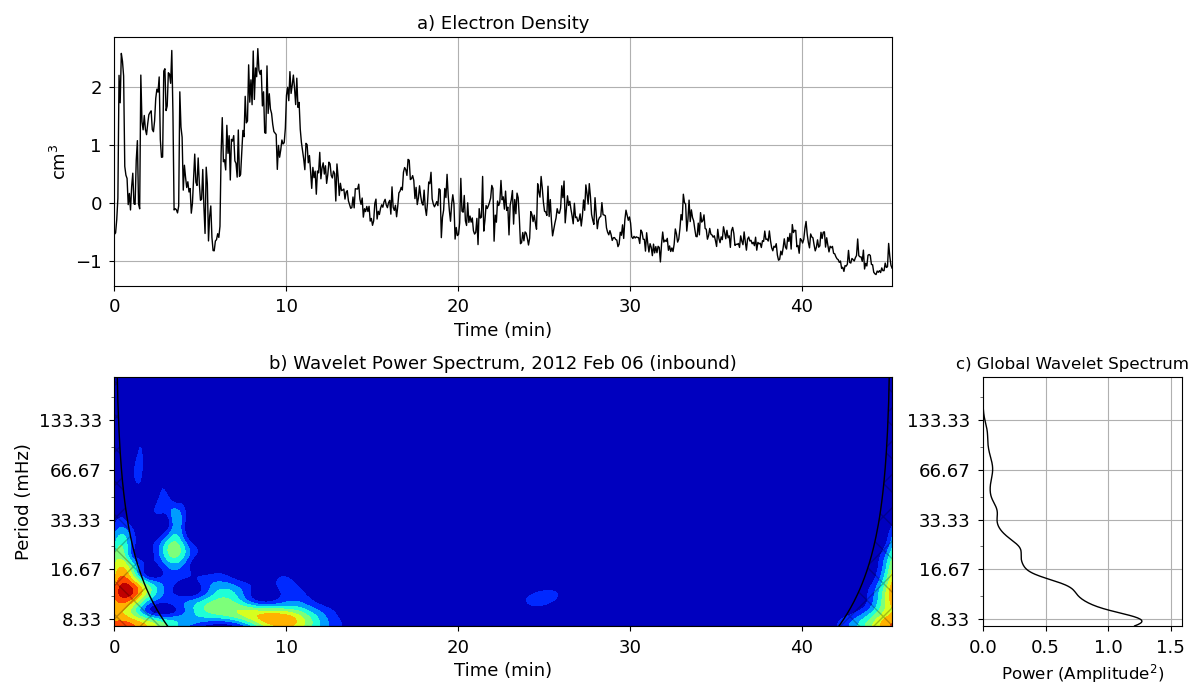 a) Electron Density
2
1
0
−1
cm³
0 10 20 30 40
Time (min)
b) Wavelet Power Spectrum, 2012 Feb 06 (inbound)
133.33
66.67
33.33
16.67
8.33
Period (mHz)
0 10 20 30 40
Time (min)
c) Global Wavelet Spectrum
133.33
66.67
33.33
16.67
8.33
0.0 0.5 1.0 1.5
Power (Amplitude²)